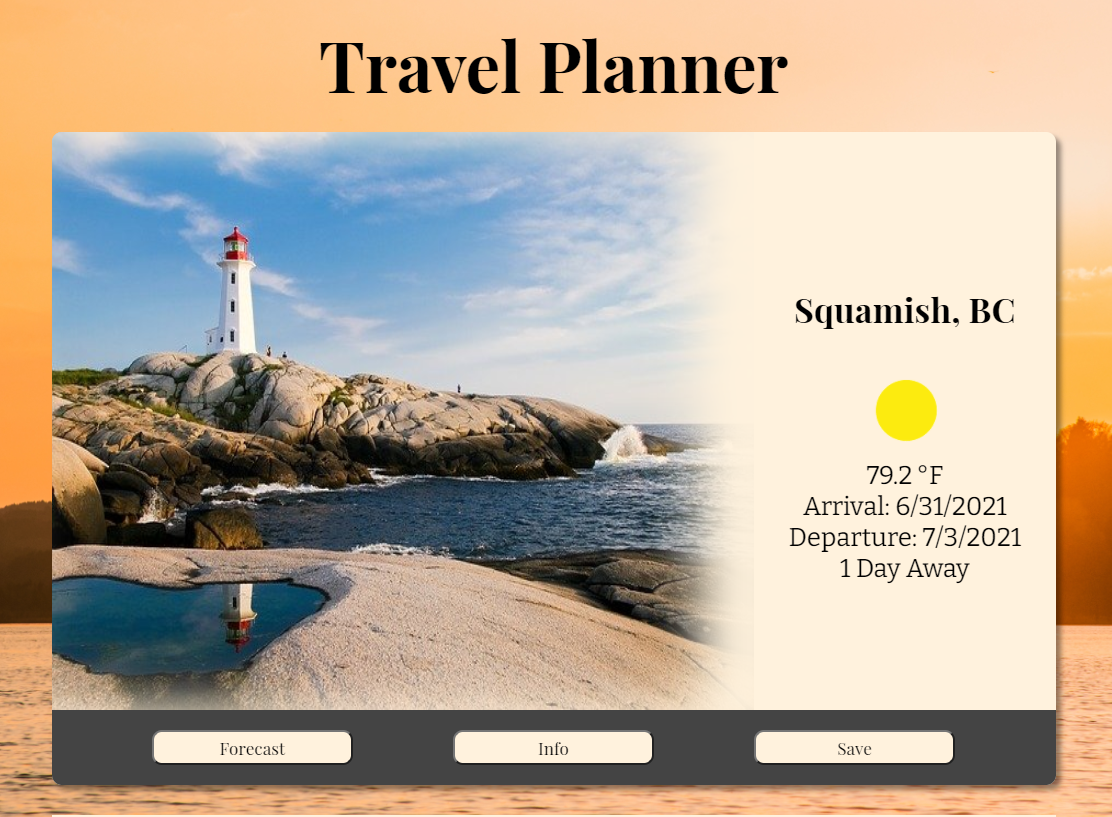 Travel Planner
Squamish, BC
79.2 °F
Arrival: 6/31/2021
Departure: 7/3/2021
1 Day Away
Forecast
Info
Save